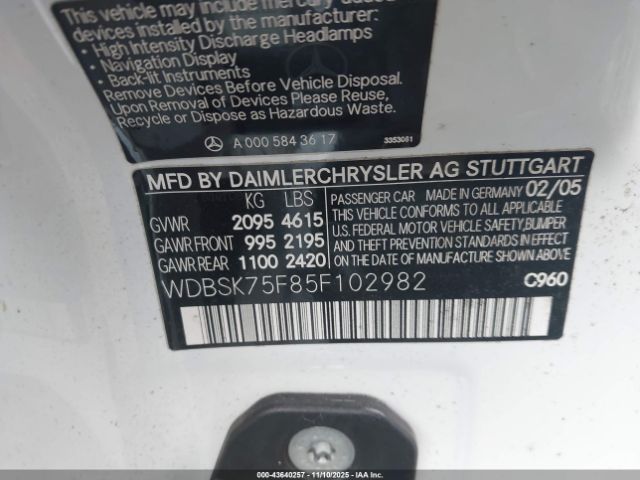 This vehicle may include mercury added
devices installed by the manufacturer:
• High Intensity Discharge Headlamps
• Navigation Display
• Back-lit Instruments
Remove Devices Before Vehicle Disposal.
Upon Removal of Devices Please Reuse,
Recycle or Dispose as Hazardous Waste.
A 000 584 36 17
3353061
MFD BY DAIMLERCHRYSLER AG STUTTGART
KG LBS
GVWR 2095 4615
GAWR FRONT 995 2195
GAWR REAR 1100 2420
PASSENGER CAR MADE IN GERMANY 02/05
THIS VEHICLE CONFORMS TO ALL APPLICABLE
U.S. FEDERAL MOTOR VEHICLE SAFETY, BUMPER
AND THEFT PREVENTION STANDARDS IN EFFECT
ON THE DATE OF MANUFACTURE SHOWN ABOVE.
WDBSK75F85F102982
C960
000-43640257 - 11/10/2025 - IAAHOLDINGS, LLC